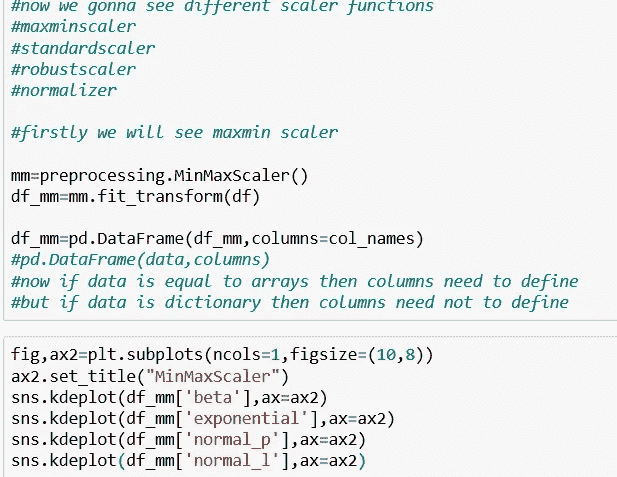 #now we gonna see different scaler functions
#maxminscaler
#standardscaler
#robustscaler
#normalizer
#firstly we will see maxmin scaler
mm=preprocessing.MinMaxScaler()
df_mm=mm.fit_transform(df)
df_mm=pd.DataFrame(df_mm,columns=col_names)
#pd.DataFrame(data,columns)
#now if data is equal to arrays then columns need to define
#but if data is dictionary then columns need not to define
fig,ax2=plt.subplots(ncols=1,figsize=(10,8))
ax2.set_title("MinMaxScaler")
sns.kdeplot(df_mm['beta'],ax=ax2)
sns.kdeplot(df_mm['exponential'],ax=ax2)
sns.kdeplot(df_mm['normal_p'],ax=ax2)
sns.kdeplot(df_mm['normal_l'],ax=ax2)